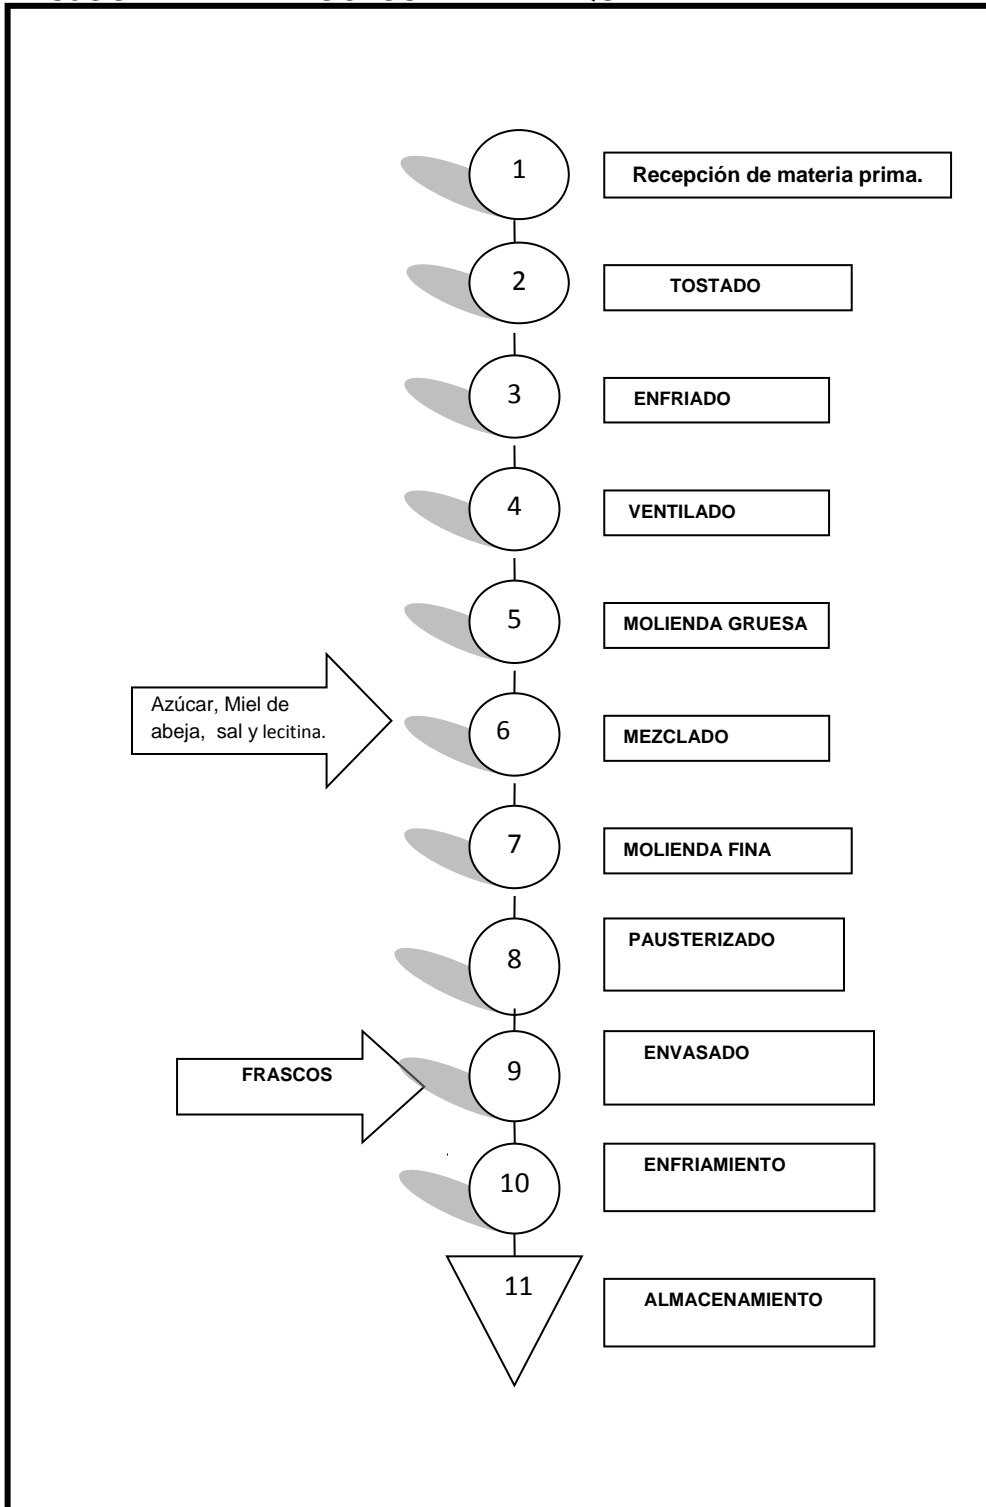 1
Recepción de materia prima.
2
TOSTADO
3
ENFRIADO
4
VENTILADO
5
MOLIENDA GRUESA
Azúcar, Miel de
abeja, sal y lecitina.
6
MEZCLADO
7
MOLIENDA FINA
8
PAUSTERIZADO
FRASCOS
9
ENVASADO
10
ENFRIAMIENTO
11
ALMACENAMIENTO